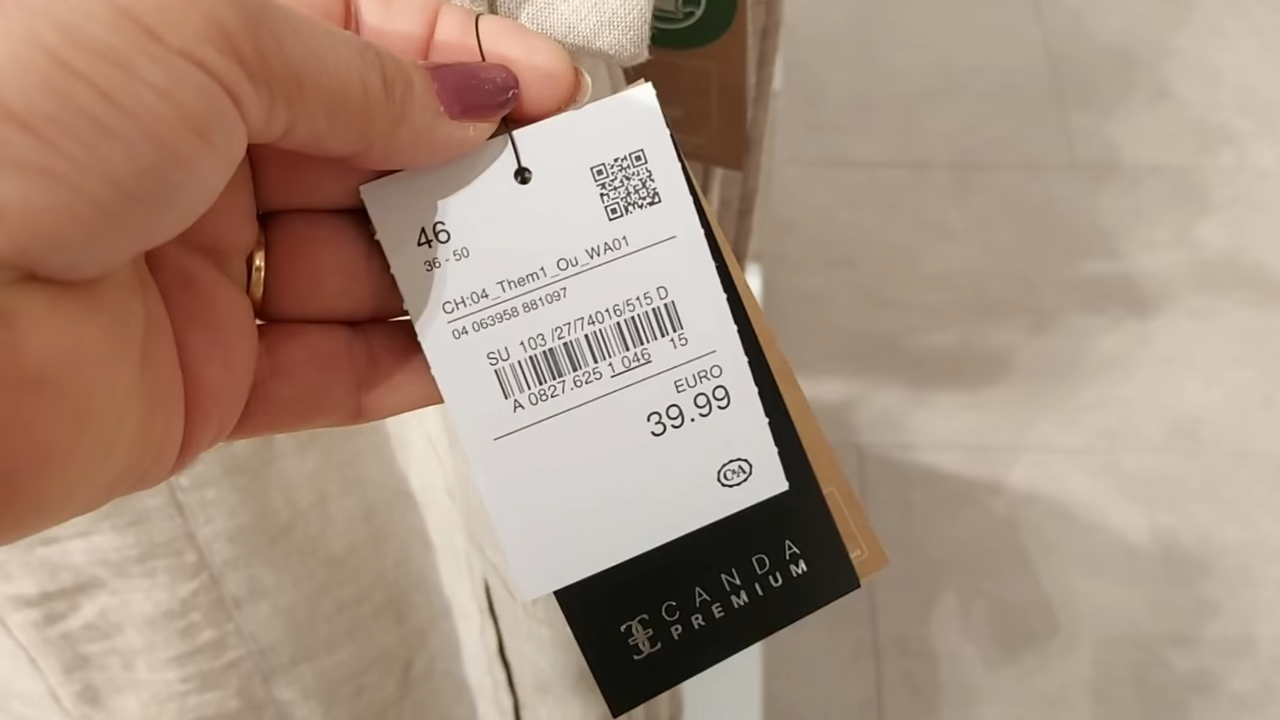 46
36 - 50
CH:04_Them1_Ou_WA01
04 063958 881097
SU 103 /27/74016/515 D
A 0827.625 1 046 15
EURO
39.99
C&A
CANDA
PREMIUM